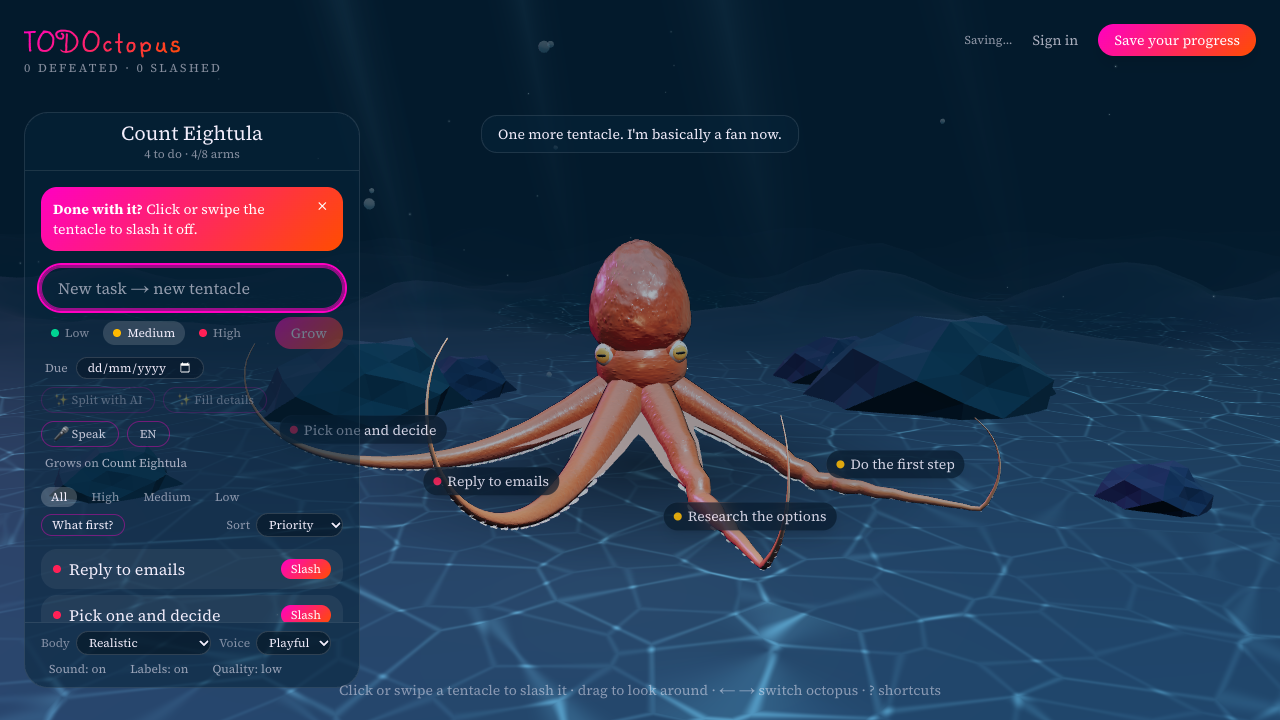 TODOctopus
0 DEFEATED · 0 SLASHED
Saving...
Sign in
Save your progress
Count Eightula
4 to do · 4/8 arms
Done with it? Click or swipe the
tentacle to slash it off.
×
New task → new tentacle
Low
Medium
High
Grow
Due
dd/mm/yyyy
✨ Split with AI
✨ Fill details
🎤 Speak
EN
Grows on Count Eightula
All
High
Medium
Low
What first?
Sort
Priority
Reply to emails
Slash
Pick one and decide
Slash
Body
Realistic
Voice
Playful
Sound: on
Labels: on
Quality: low
One more tentacle. I'm basically a fan now.
Pick one and decide
Reply to emails
Do the first step
Research the options
Click or swipe a tentacle to slash it · drag to look around · ← → switch octopus · ? shortcuts